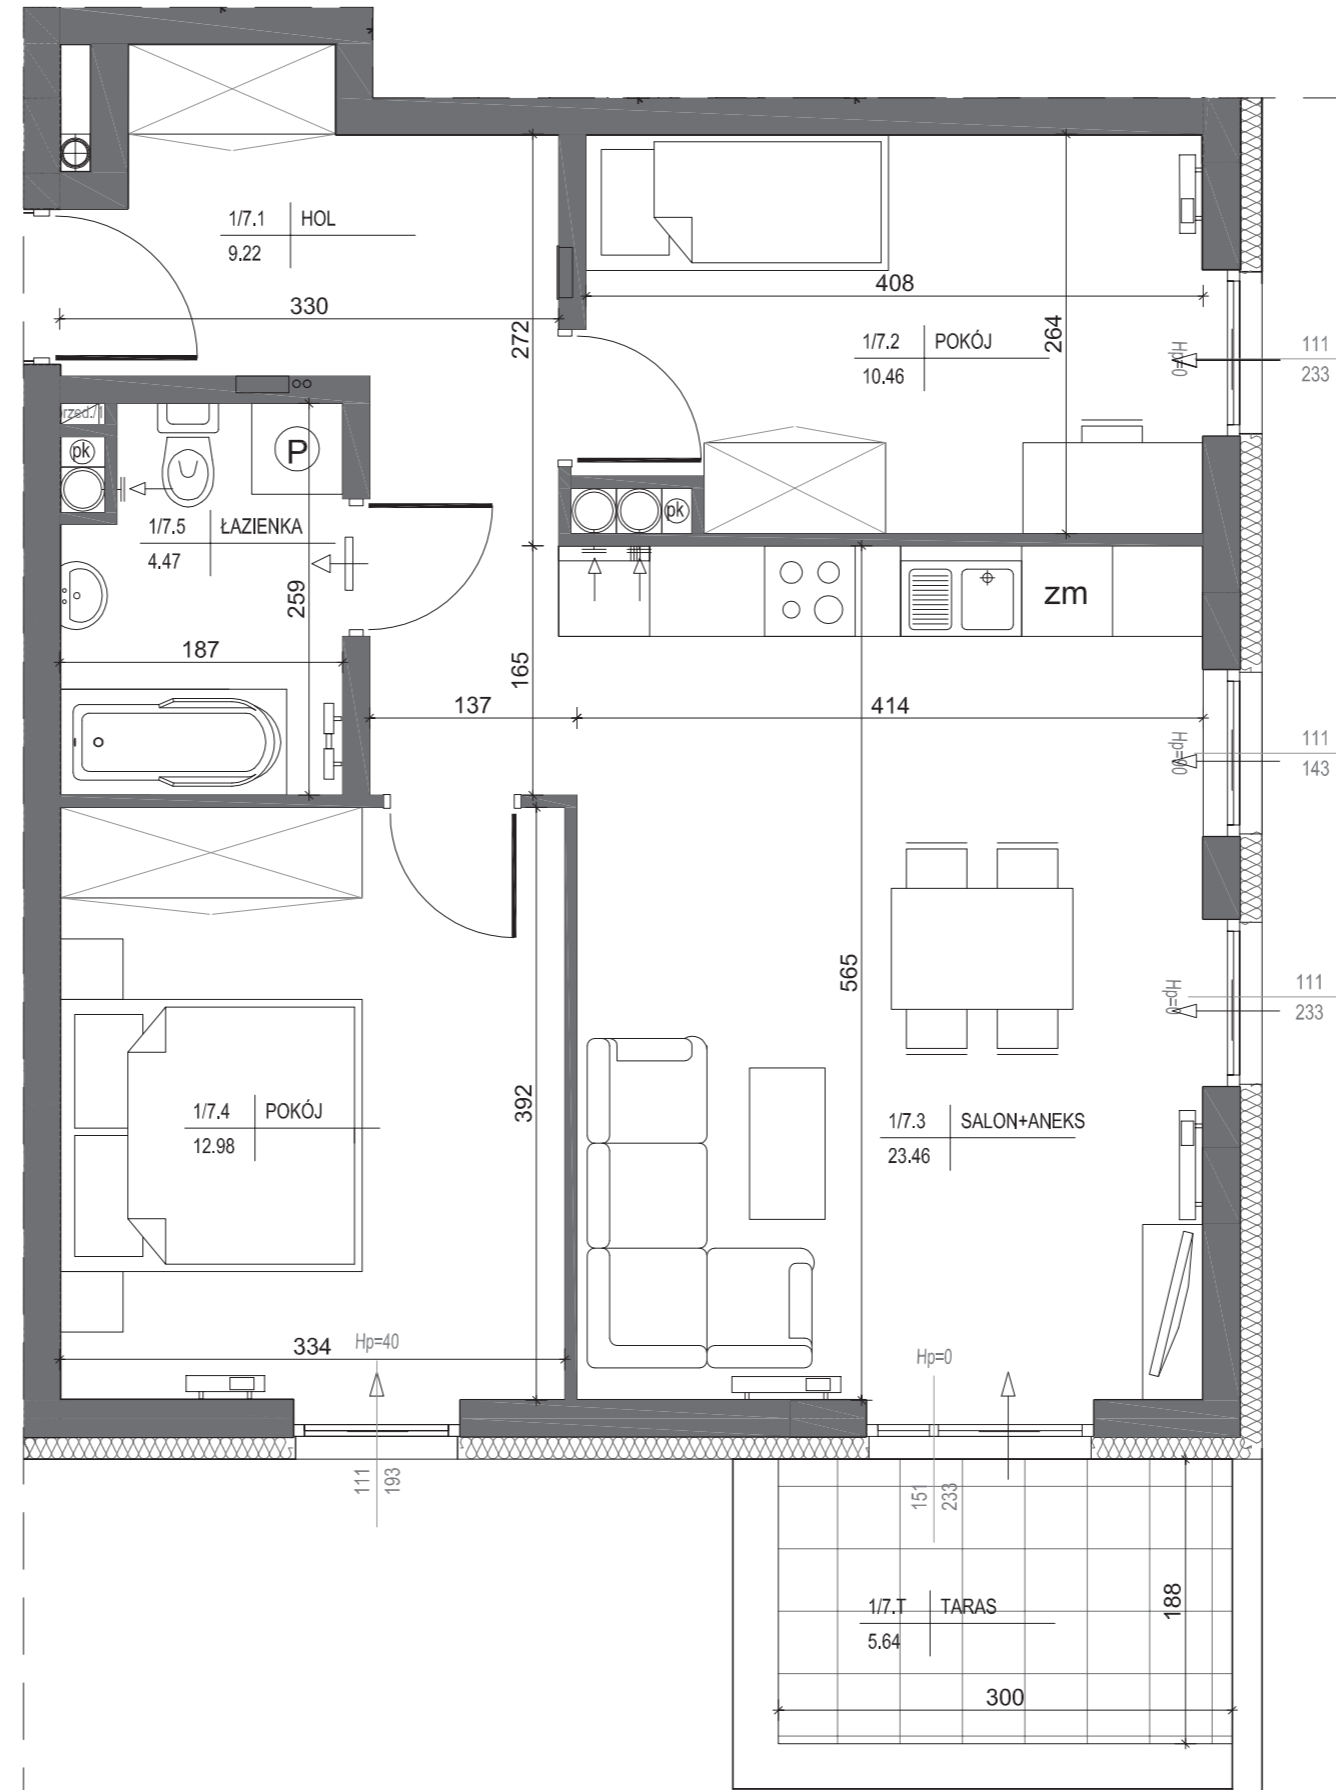 1/7.1 HOL
9.22
330
272
408
264
1/7.2 POKÓJ
10.46
Hp=0
111
233
pk
P
pk
1/7.5 ŁAZIENKA
4.47
259
187
zm
165
137
414
Hp=90
111
143
565
Hp=0
111
233
392
1/7.4 POKÓJ
12.98
1/7.3 SALON+ANEKS
23.46
334
Hp=40
Hp=0
111
193
151
233
1/7.T TARAS
5.64
188
300